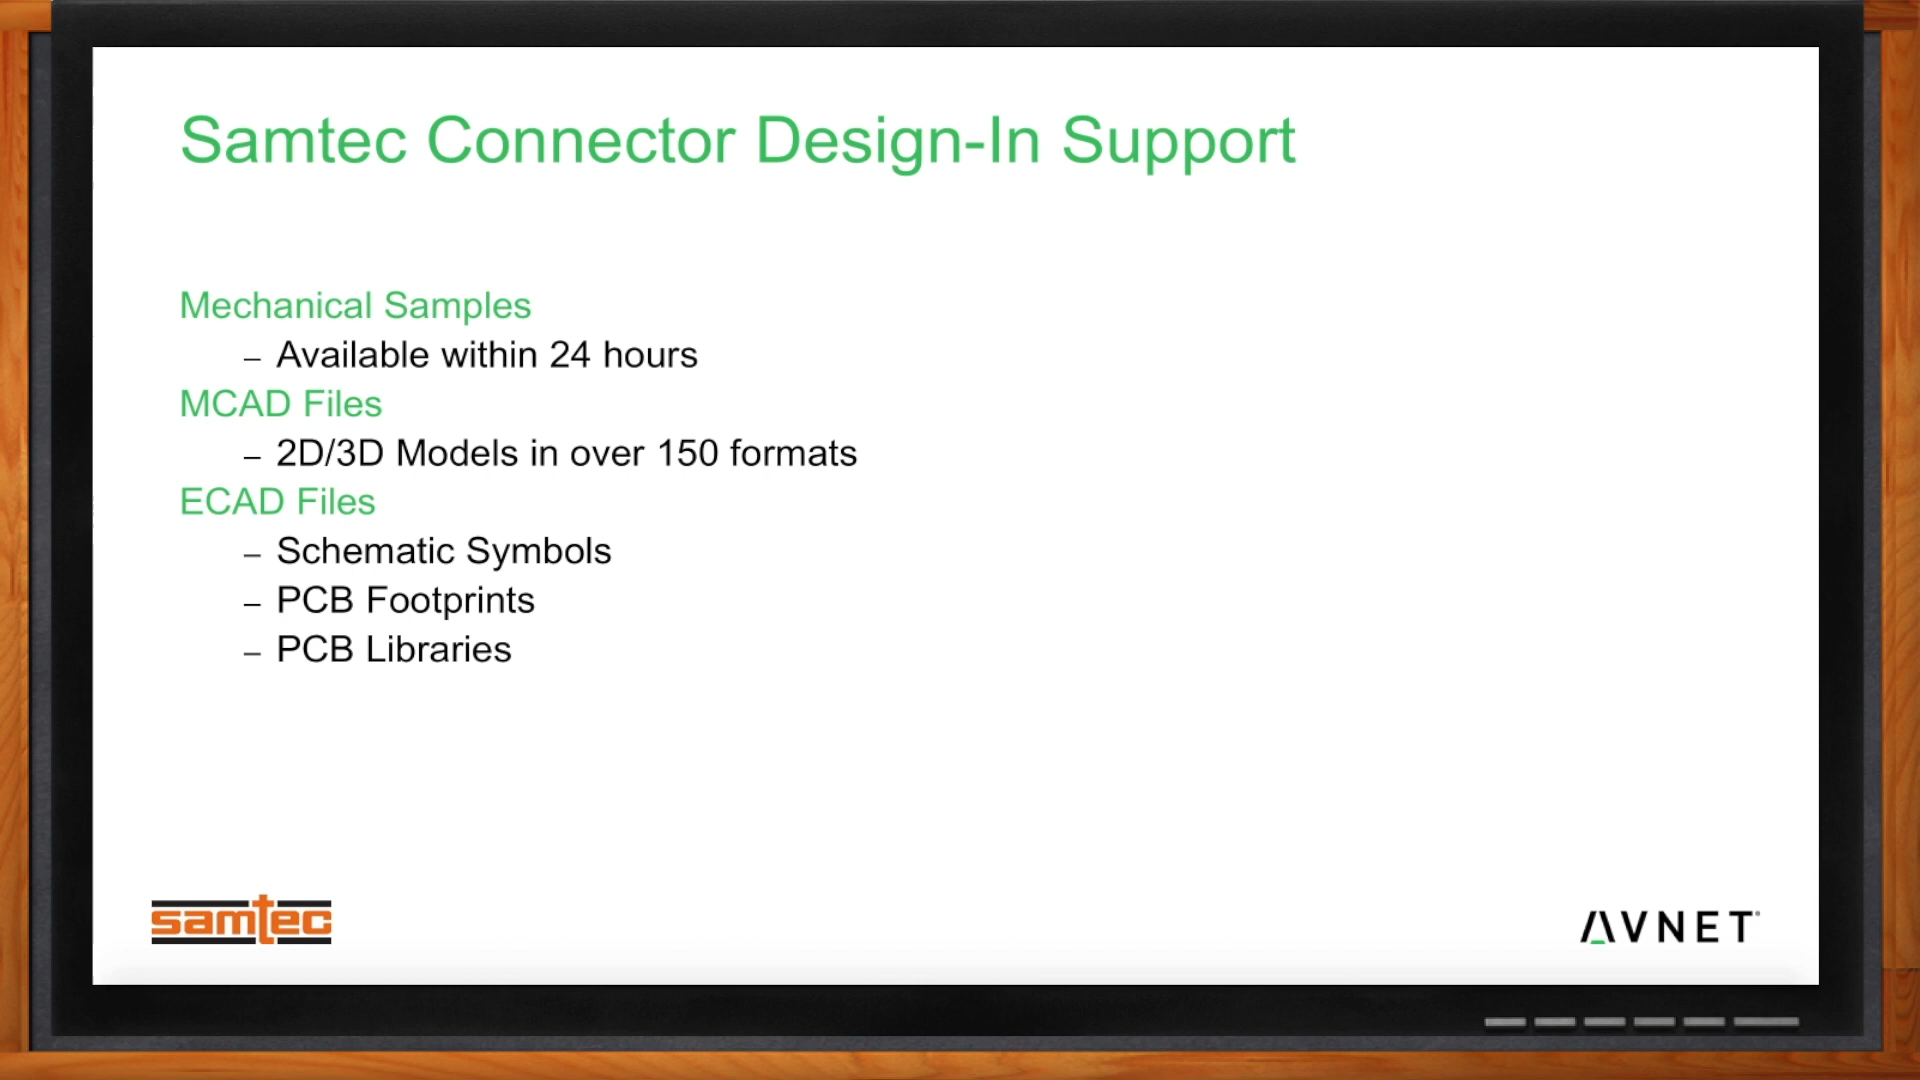 Samtec Connector Design-In Support
Mechanical Samples
– Available within 24 hours
MCAD Files
– 2D/3D Models in over 150 formats
ECAD Files
– Schematic Symbols
– PCB Footprints
– PCB Libraries
samtec
AVNET